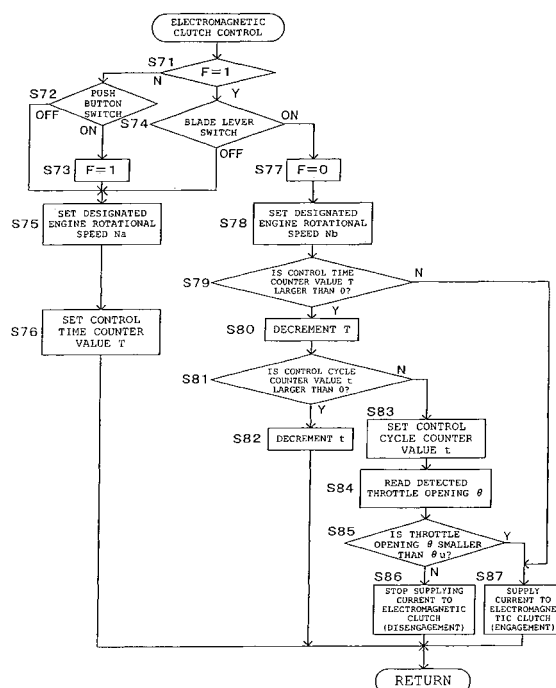 ELECTROMAGNETIC
CLUTCH CONTROL
S71
F=1
N
Y
S72
PUSH
BUTTON
SWITCH
OFF
ON
S74
BLADE LEVER
SWITCH
ON
OFF
S73
F=1
S77
F=0
S75
SET DESIGNATED
ENGINE ROTATIONAL
SPEED Na
S78
SET DESIGNATED
ENGINE ROTATIONAL
SPEED Nb
S79
IS CONTROL TIME
COUNTER VALUE T
LARGER THAN 0?
N
Y
S76
SET CONTROL
TIME COUNTER
VALUE T
S80
DECREMENT T
S81
IS CONTROL CYCLE
COUNTER VALUE t
LARGER THAN 0?
N
Y
S82
DECREMENT t
S83
SET CONTROL
CYCLE COUNTER
VALUE t
S84
READ DETECTED
THROTTLE OPENING θ
S85
IS THROTTLE
OPENING θ SMALLER
THAN θu?
Y
N
S86
STOP SUPPLYING
CURRENT TO
ELECTROMAGNETIC
CLUTCH
(DISENGAGEMENT)
S87
SUPPLY
CURRENT TO
ELECTROMAGNE
TIC CLUTCH
(ENGAGEMENT)
RETURN